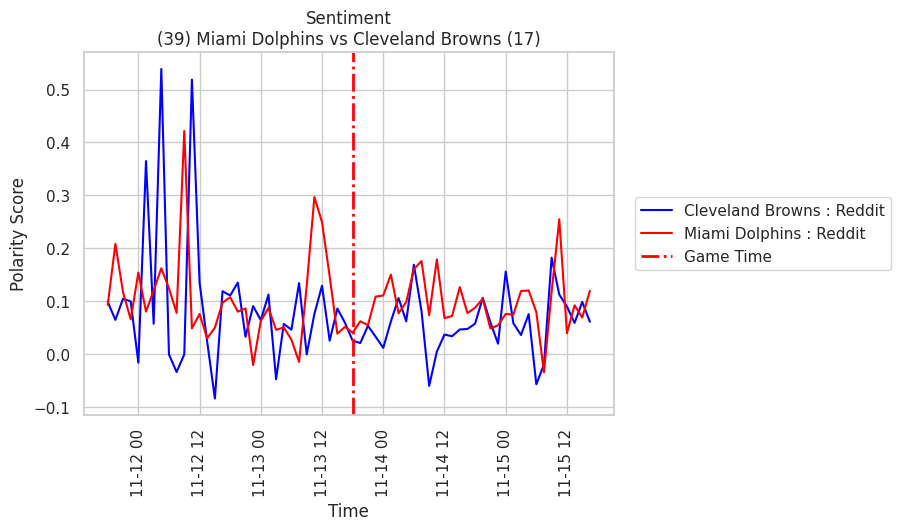 Sentiment
(39) Miami Dolphins vs Cleveland Browns (17)
Polarity Score
0.5
0.4
0.3
0.2
0.1
0.0
−0.1
11-12 00
11-12 12
11-13 00
11-13 12
11-14 00
11-14 12
11-15 00
11-15 12
Time
Cleveland Browns : Reddit
Miami Dolphins : Reddit
Game Time